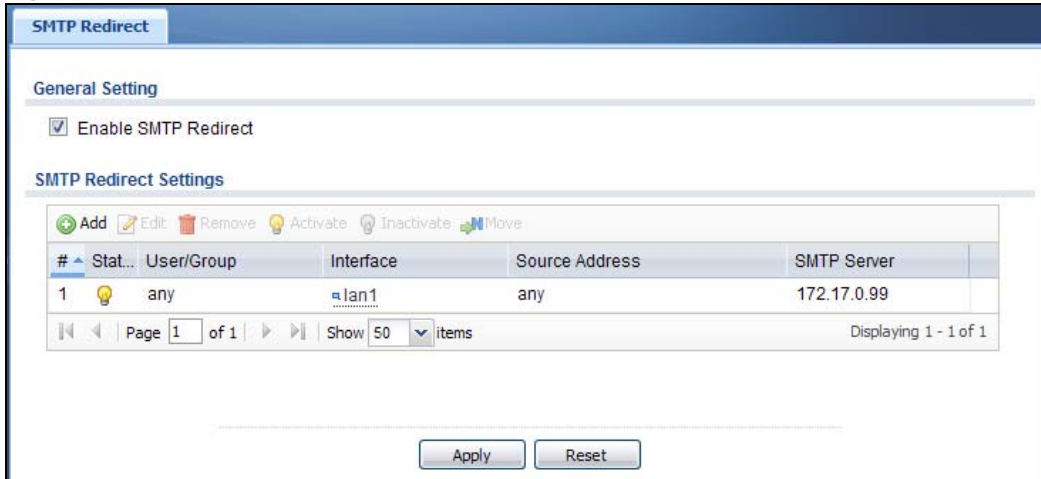 SMTP Redirect
General Setting
Enable SMTP Redirect
SMTP Redirect Settings
Add Edit Remove Activate Inactivate Move
# Stat... User/Group Interface Source Address SMTP Server
1 any lan1 any 172.17.0.99
Page 1 of 1 Show 50 items Displaying 1 - 1 of 1
Apply Reset